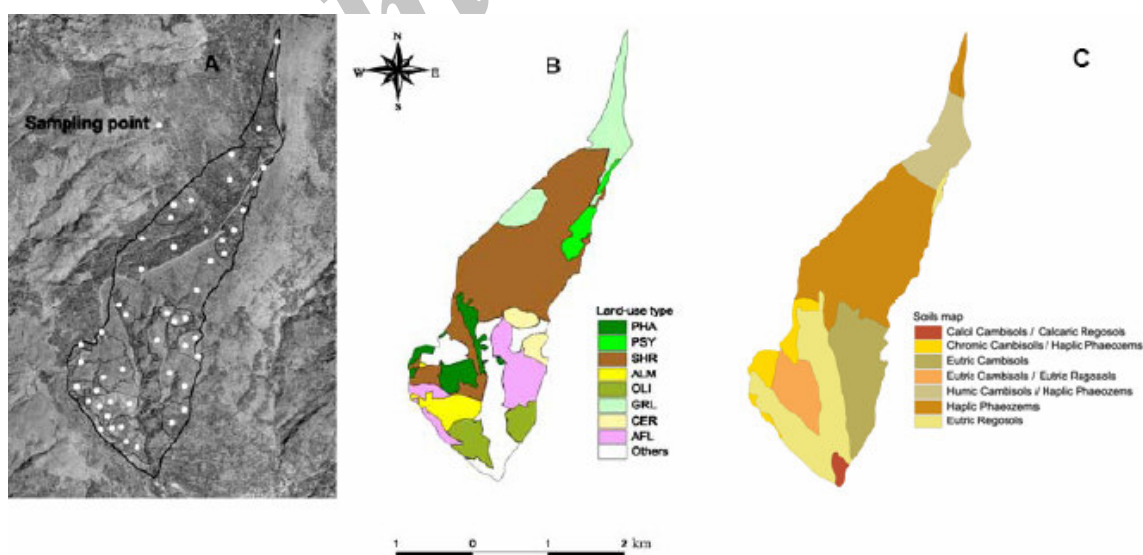 A
Sampling point
N
W E
S
B
Land-use type
PHA
PSY
SHR
ALM
OLI
GRL
CER
AFL
Others
1 0 1 2 km
C
Soils map
Calcl Cambisols / Calcaric Regosols
Chromic Cambisolls / Haplic Phaeozems
Eutric Cambisols
Eutric Cambisols / Eutric Regosols
Humic Cambisols / Haplic Phaeozems
Haplic Phaeozems
Eutric Regosols